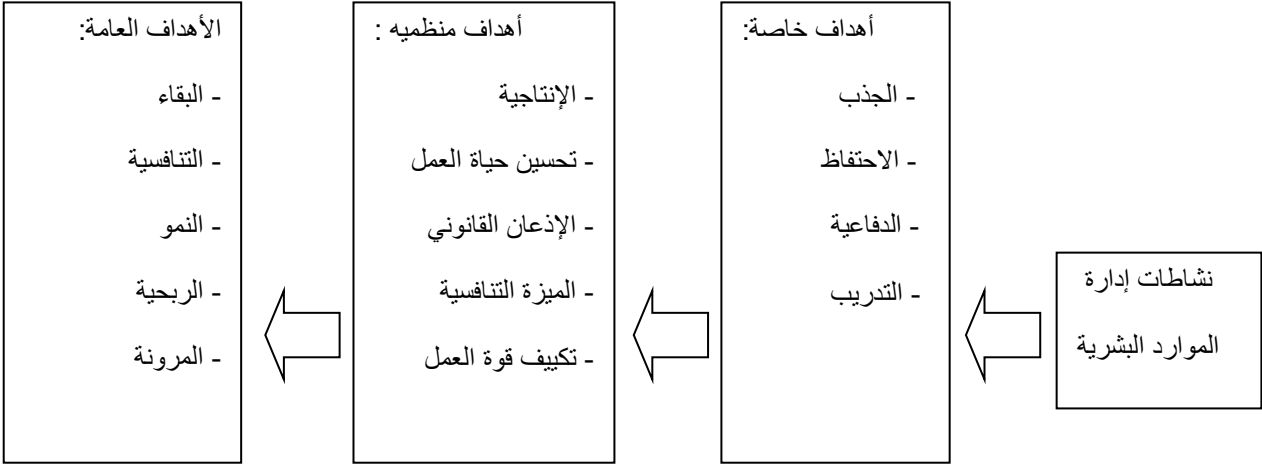 نشاطات إدارة
الموارد البشرية
أهداف خاصة:
- الجذب
- الاحتفاظ
- الدفاعية
- التدريب
أهداف منظميه :
- الإنتاجية
- تحسين حياة العمل
- الإذعان القانوني
- الميزة التنافسية
- تكييف قوة العمل
الأهداف العامة:
- البقاء
- التنافسية
- النمو
- الربحية
- المرونة